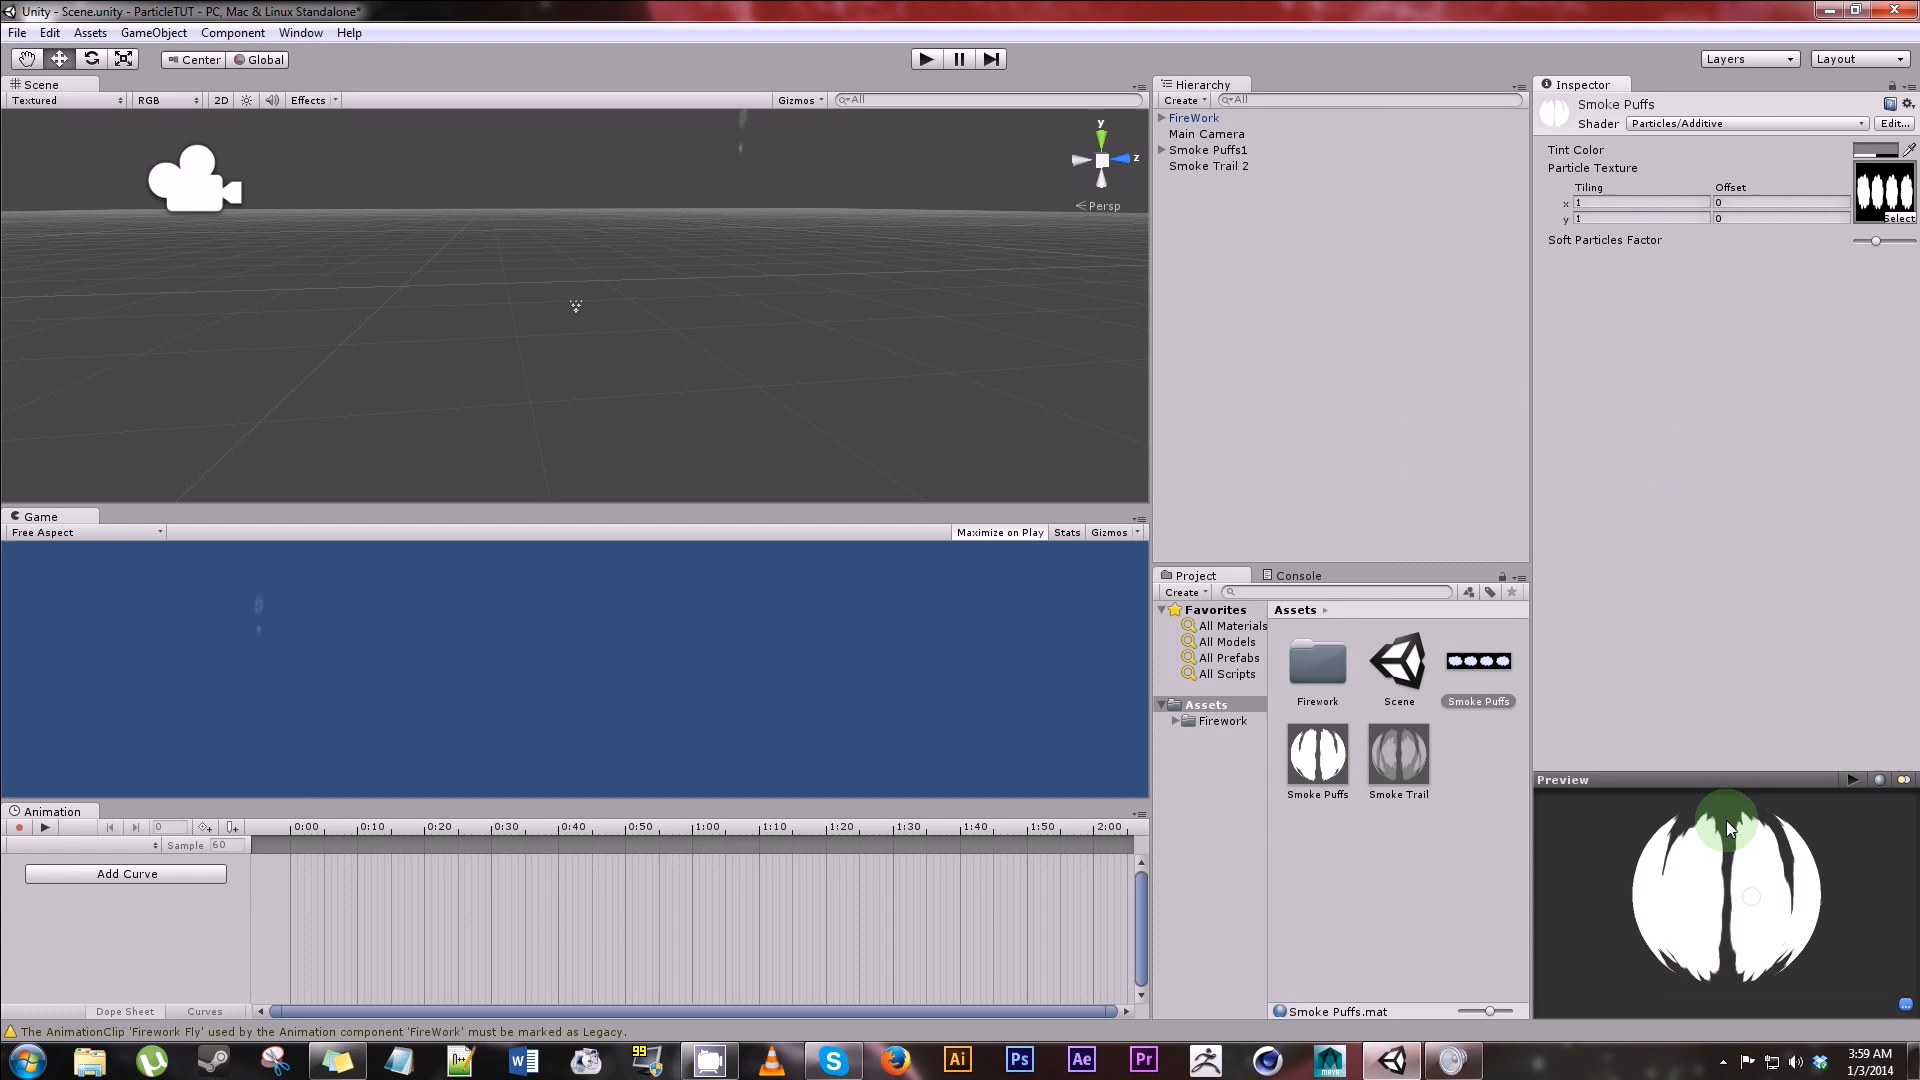 Unity - Scene.unity - ParticleTUT - PC, Mac & Linux Standalone*
File Edit Assets GameObject Component Window Help
Center Global Layers Layout
Scene
Textured RGB 2D Effects Gizmos All
y
z
Persp
Game
Free Aspect Maximize on Play Stats Gizmos
Animation
0 0:00 0:10 0:20 0:30 0:40 0:50 1:00 1:10 1:20 1:30 1:40 1:50 2:00
Sample 60
Add Curve
Dope Sheet Curves
Hierarchy
Create All
FireWork
Main Camera
Smoke Puffs1
Smoke Trail 2
Project Console
Create
Favorites
All Materials
All Models
All Prefabs
All Scripts
Assets
Firework
Assets
Firework Scene Smoke Puffs
Smoke Puffs Smoke Trail
Smoke Puffs.mat
Inspector
Smoke Puffs
Shader Particles/Additive Edit...
Tint Color
Particle Texture
Tiling Offset
x 1 0
y 1 0
Select
Soft Particles Factor
Preview
The AnimationClip 'Firework Fly' used by the Animation component 'FireWork' must be marked as Legacy.
99 Ai Ps Ae Pr MAYA
3:59 AM
1/3/2014